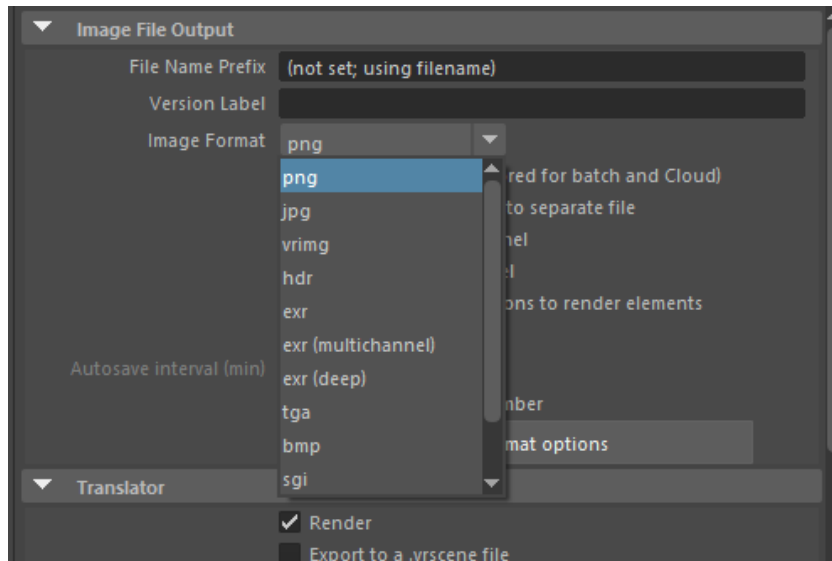 Image File Output
File Name Prefix (not set; using filename)
Version Label
Image Format png
png red for batch and Cloud)
jpg to separate file
vrimg nel
hdr el
exr ons to render elements
exr (multichannel)
Autosave interval (min) exr (deep)
tga mber
bmp mat options
sgi
Translator
Render
Export to a .vrscene file